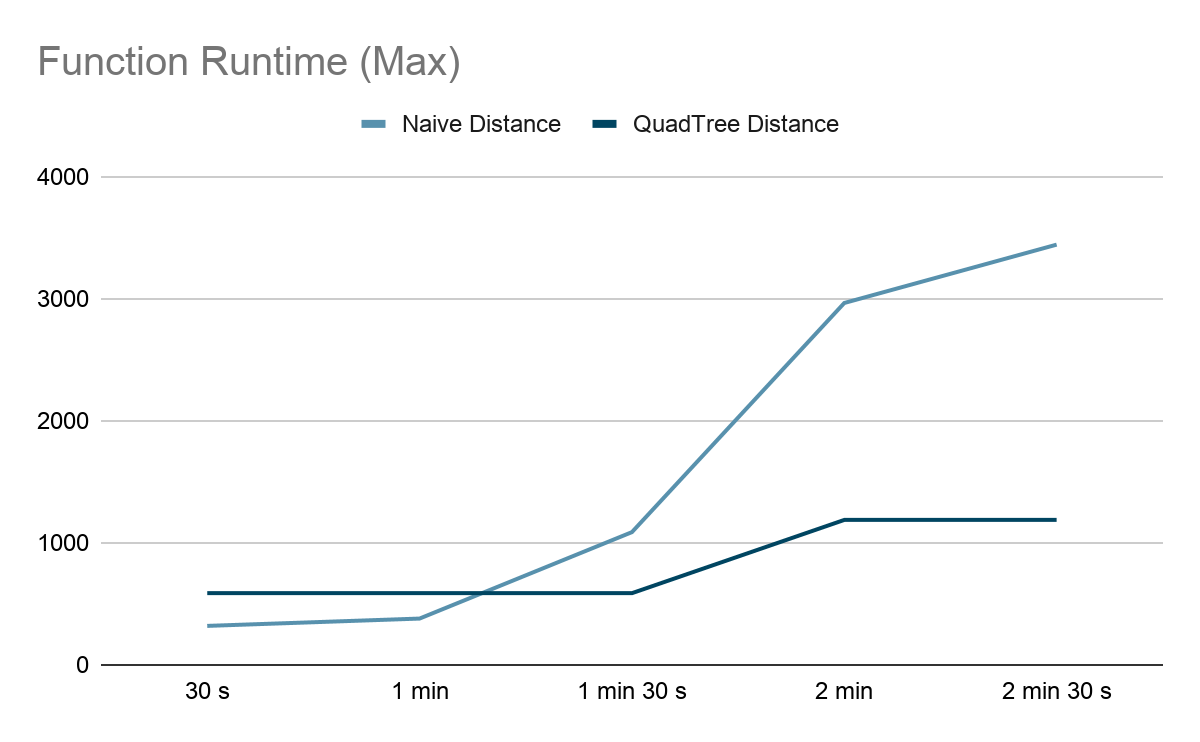 Function Runtime (Max)
Naive Distance QuadTree Distance
4000
3000
2000
1000
0
30 s 1 min 1 min 30 s 2 min 2 min 30 s